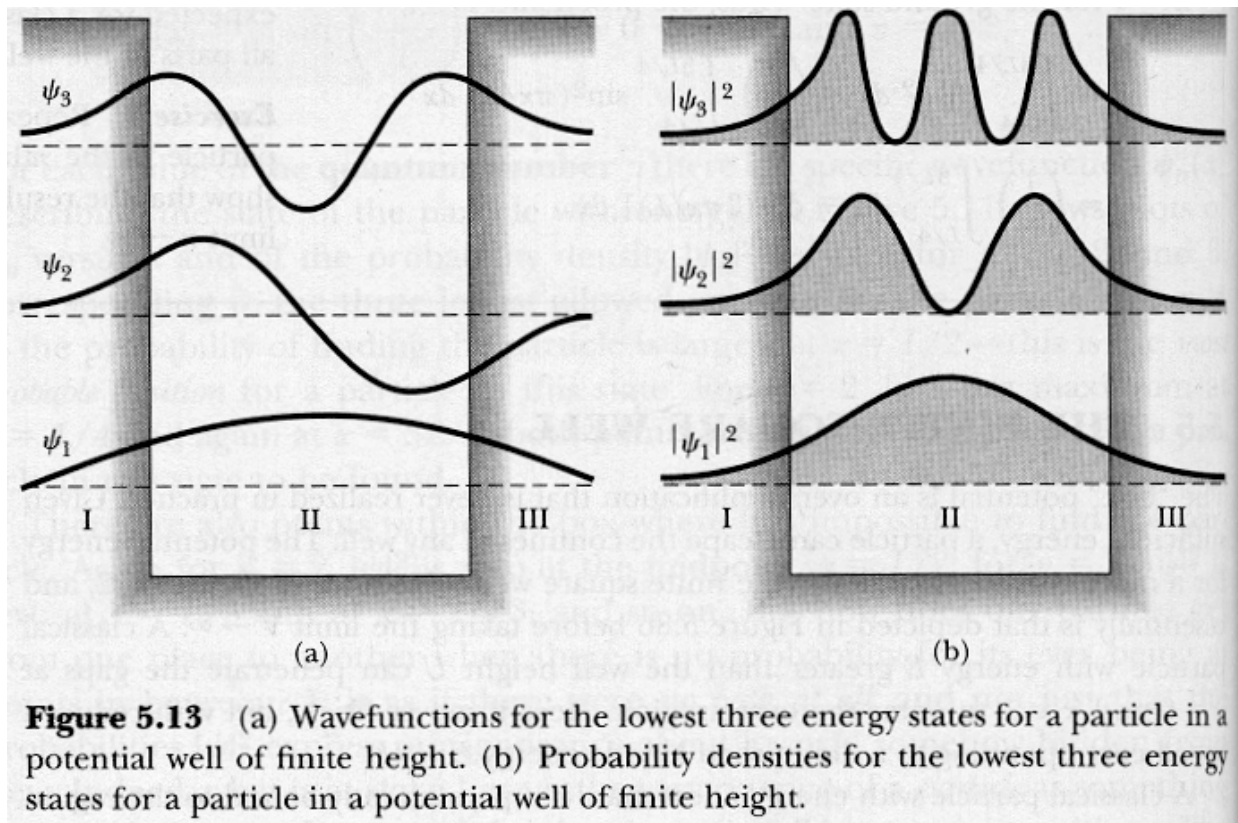 ψ3
ψ2
ψ1
I
II
III
(a)
|ψ3|²
|ψ2|²
|ψ1|²
I
II
III
(b)
Figure 5.13 (a) Wavefunctions for the lowest three energy states for a particle in a
potential well of finite height. (b) Probability densities for the lowest three energy
states for a particle in a potential well of finite height.